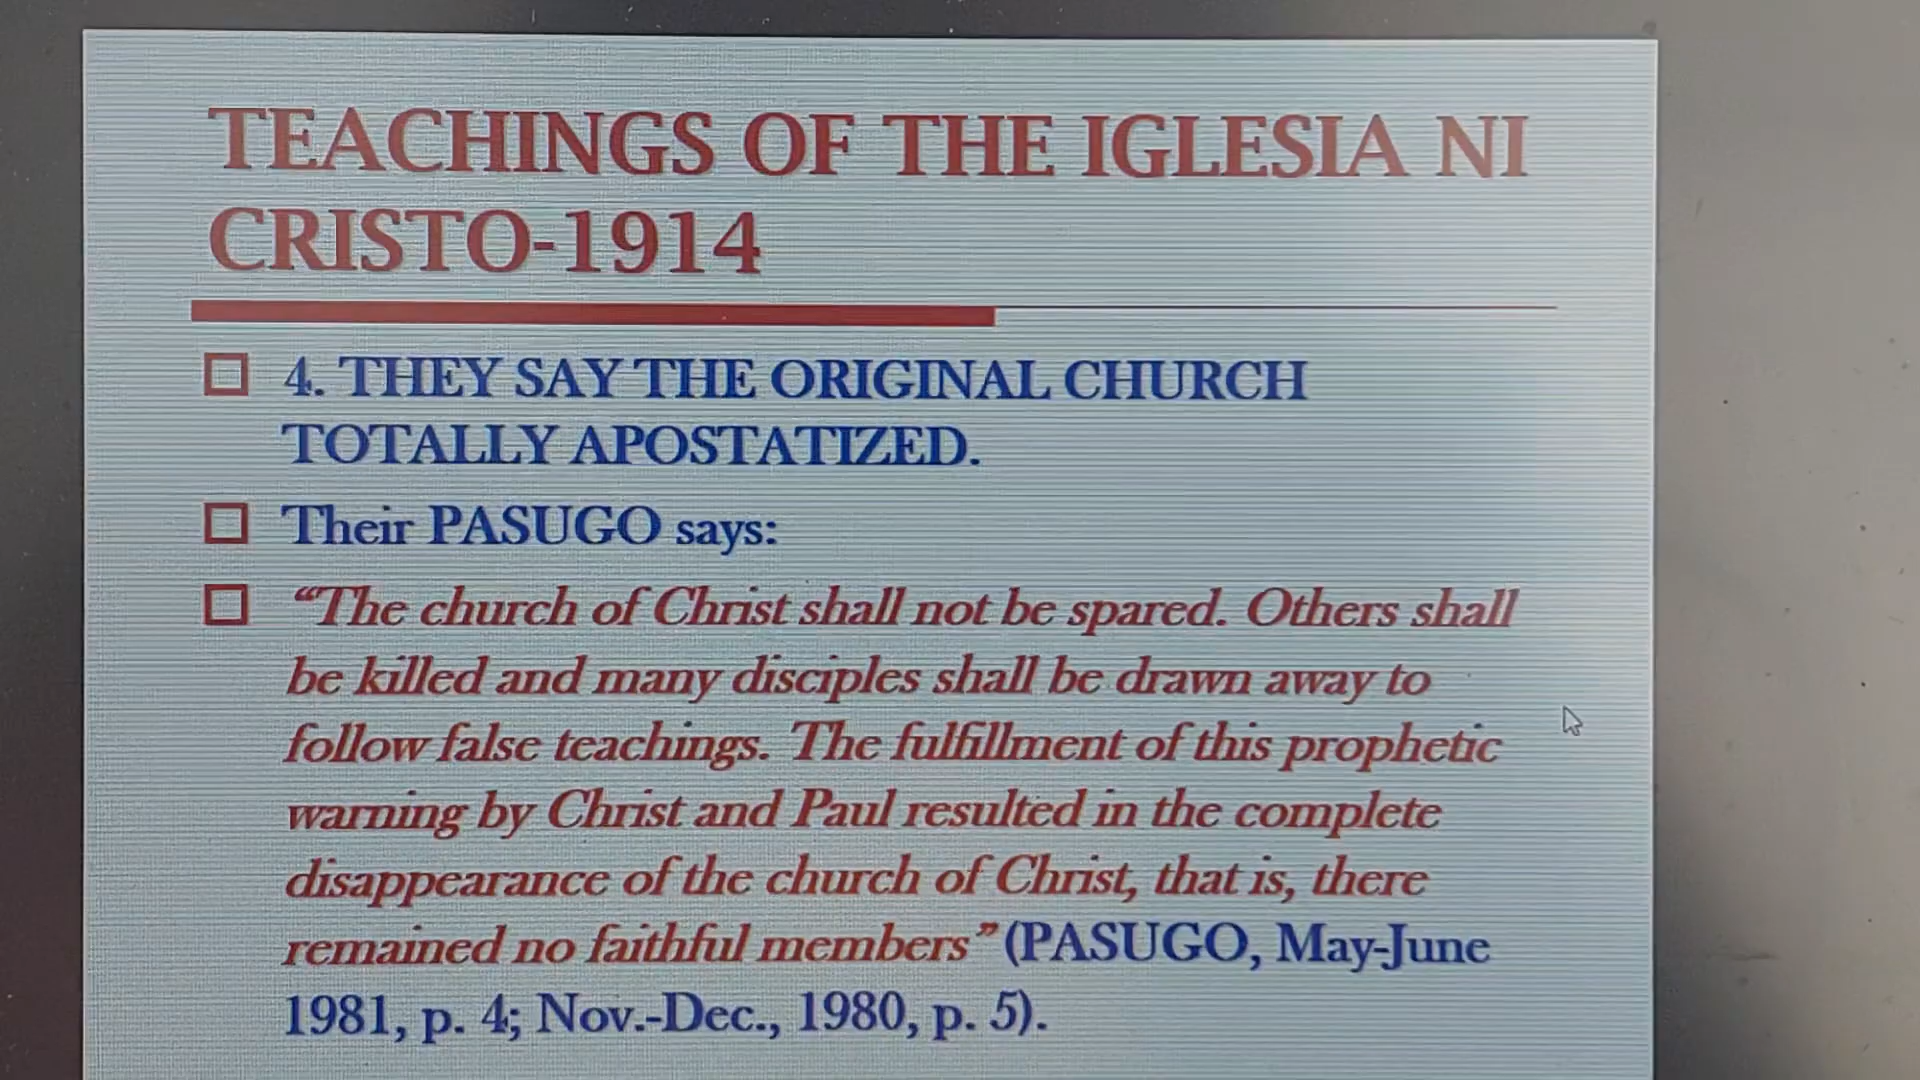 TEACHINGS OF THE IGLESIA NI
CRISTO-1914
4. THEY SAY THE ORIGINAL CHURCH
TOTALLY APOSTATIZED.
Their PASUGO says:
“The church of Christ shall not be spared. Others shall
be killed and many disciples shall be drawn away to
follow false teachings. The fulfillment of this prophetic
warning by Christ and Paul resulted in the complete
disappearance of the church of Christ, that is, there
remained no faithful members” (PASUGO, May-June
1981, p. 4; Nov.-Dec., 1980, p. 5).